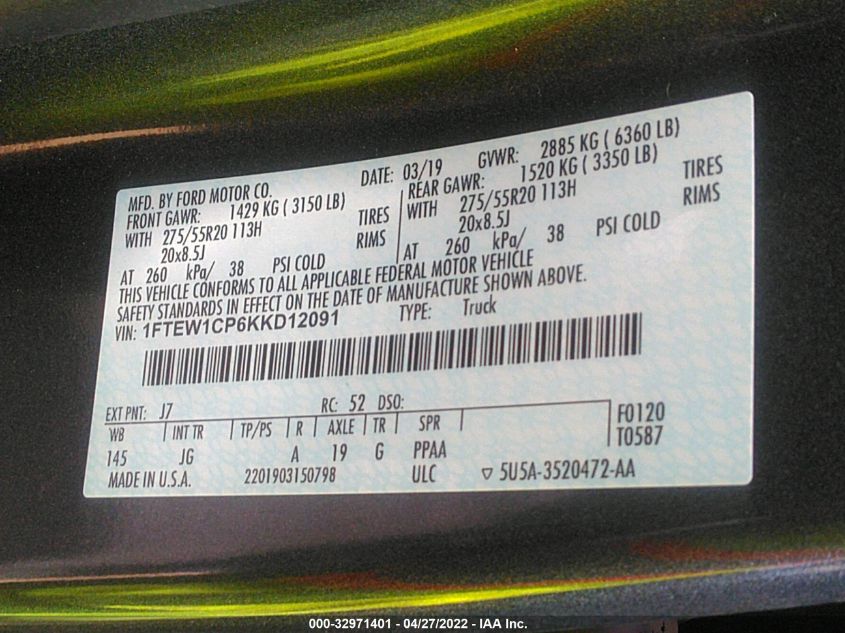 MFD. BY FORD MOTOR CO. DATE: 03/19 GVWR: 2885 KG ( 6360 LB)
FRONT GAWR: 1429 KG ( 3150 LB) REAR GAWR: 1520 KG ( 3350 LB)
WITH 275/55R20 113H TIRES WITH 275/55R20 113H TIRES
20x8.5J RIMS 20x8.5J RIMS
AT 260 kPa/ 38 PSI COLD AT 260 kPa/ 38 PSI COLD
THIS VEHICLE CONFORMS TO ALL APPLICABLE FEDERAL MOTOR VEHICLE
SAFETY STANDARDS IN EFFECT ON THE DATE OF MANUFACTURE SHOWN ABOVE.
VIN: 1FTEW1CP6KKD12091 TYPE: Truck
EXT PNT: J7 RC: 52 DSO:
WB INT TR TP/PS R AXLE TR SPR F0120
145 JG A 19 G PPAA T0587
MADE IN U.S.A. 2201903150798 ULC ▽ 5U5A-3520472-AA
000-32971401 - 04/27/2022 - IAA Inc.